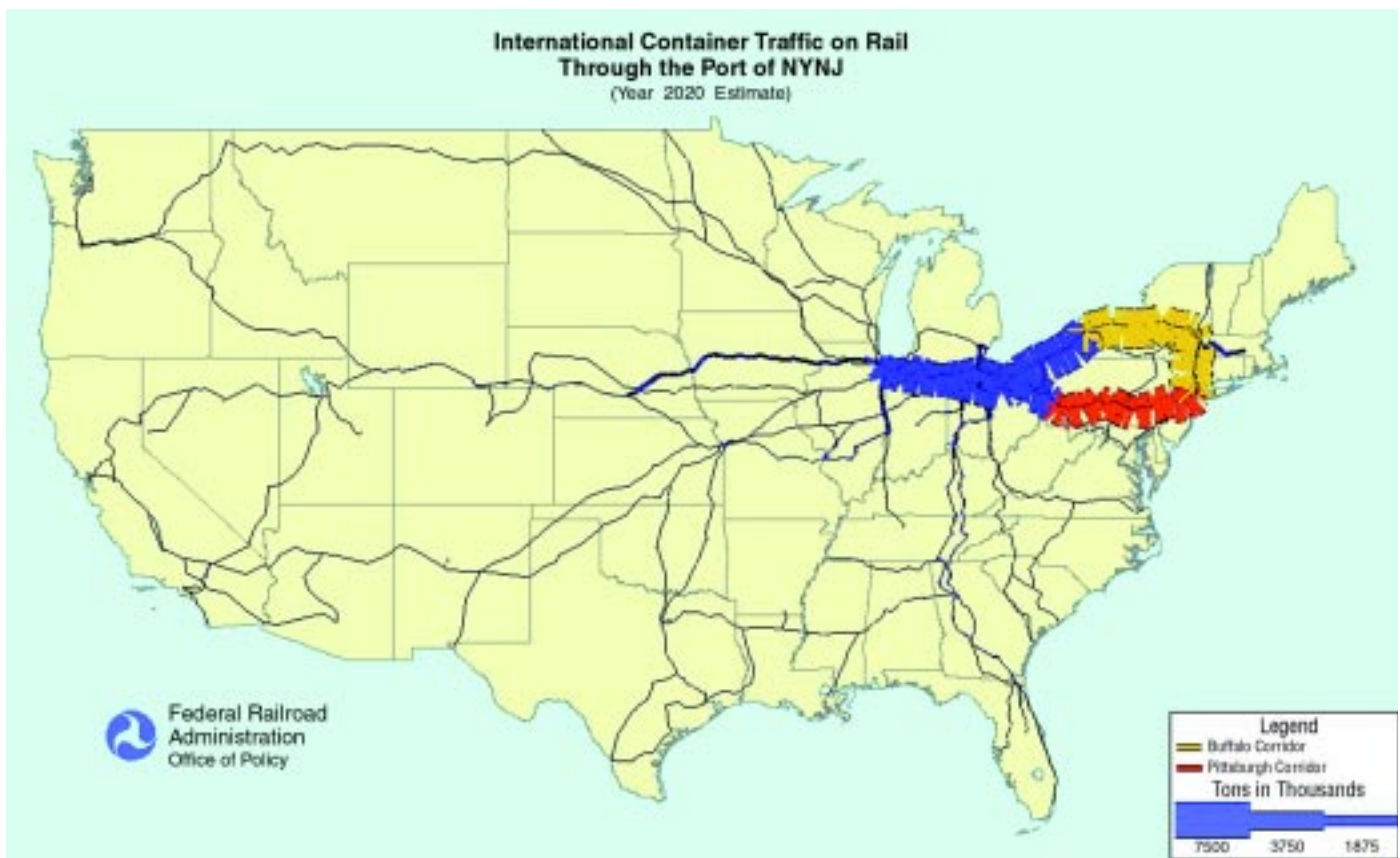 International Container Traffic on Rail
Through the Port of NYNJ
(Year 2020 Estimate)
Federal Railroad
Administration
Office of Policy
Legend
Buffalo Corridor
Pittsburgh Corridor
Tons in Thousands
7500 3750 1875